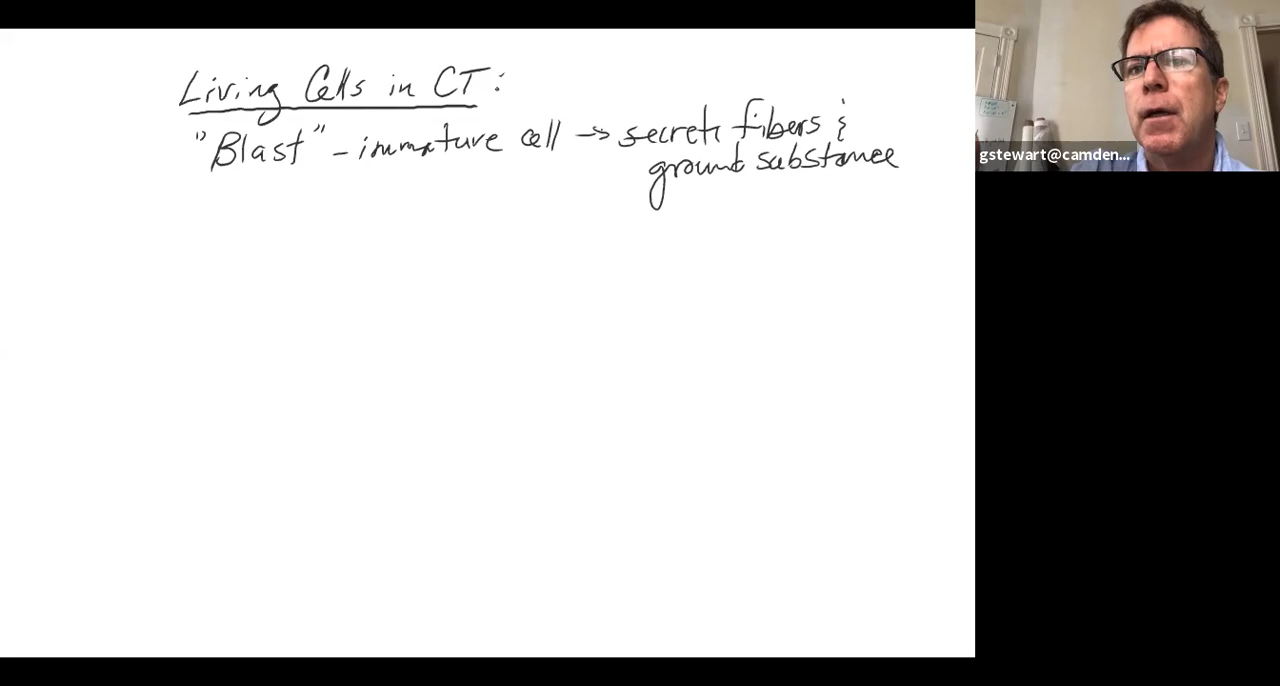 Living Cells in CT:
"Blast" - immature cell → secrete fibers &
ground substance
gstewart@camden...